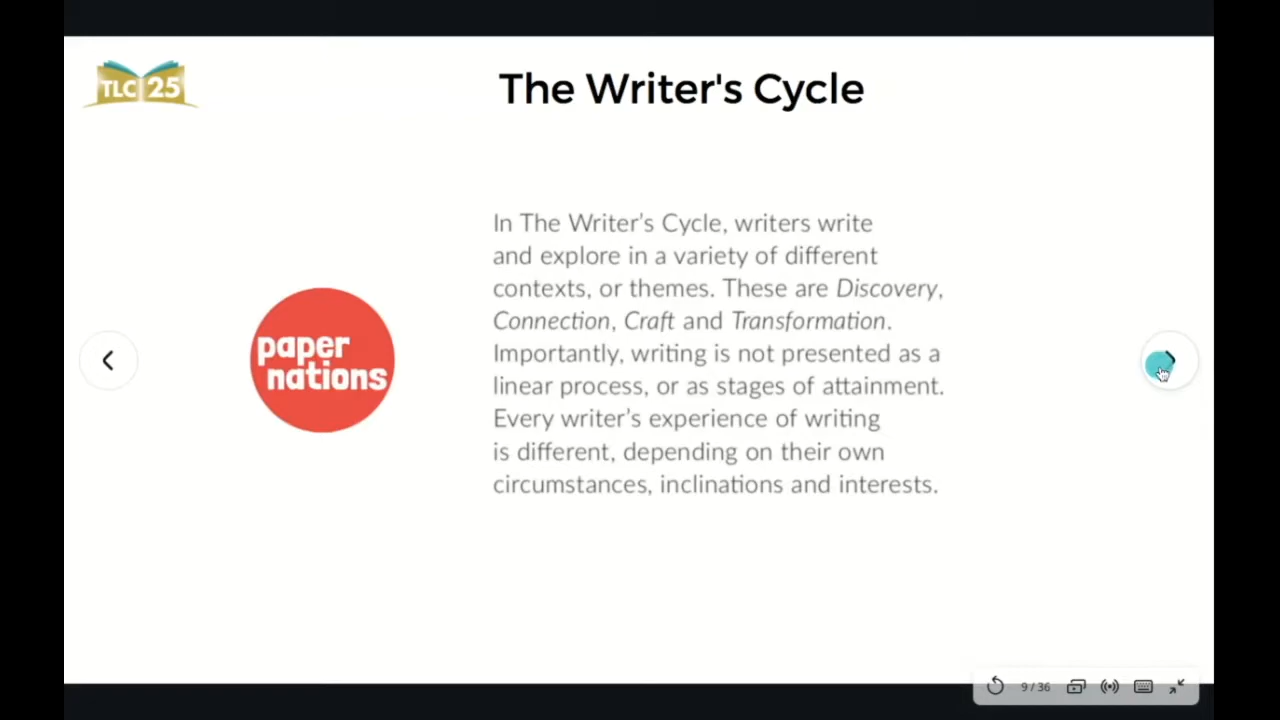 TLC 25
The Writer's Cycle
In The Writer's Cycle, writers write
and explore in a variety of different
contexts, or themes. These are Discovery,
Connection, Craft and Transformation.
Importantly, writing is not presented as a
linear process, or as stages of attainment.
Every writer's experience of writing
is different, depending on their own
circumstances, inclinations and interests.
paper
nations
9 / 36